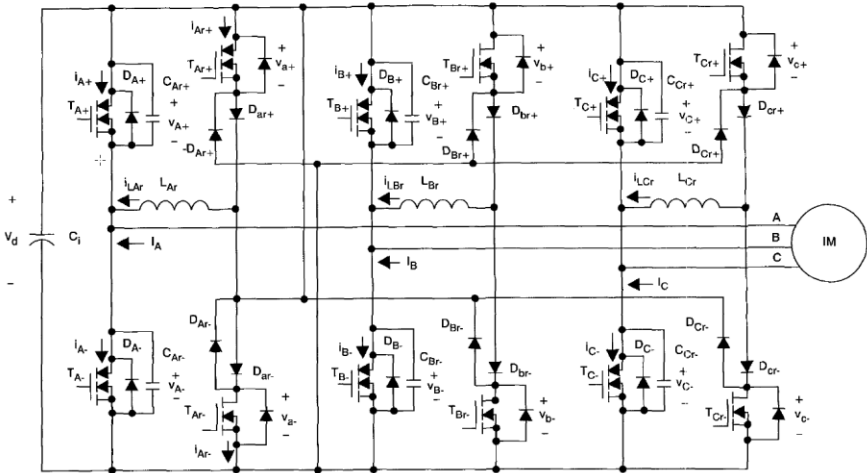 i_A+ D_A+ C_Ar+ + V_A+ − T_A+
i_Ar+ T_Ar+ + v_a+ − D_ar+ -D_Ar+
i_B+ D_B+ C_Br+ + V_B+ − T_B+
T_Br+ + v_b+ − D_br+ D_Br+
i_C+ D_C+ C_Cr+ + V_C+ − T_C+
T_Cr+ + v_c+ − D_cr+ D_Cr+
i_LAr L_Ar i_LBr L_Br i_LCr L_Cr
+ V_d − C_i
I_A I_B I_C
A
B
C
IM
i_A- D_A- C_Ar- + V_A- − T_A-
D_Ar- D_ar- T_Ar- i_Ar- + v_a- −
i_B- D_B- C_Br- + V_B- − T_B-
D_Br- D_br- T_Br- + v_b- −
i_C- D_C- C_Cr- + V_C- − T_C-
D_Cr- D_cr- T_Cr- + v_c- −